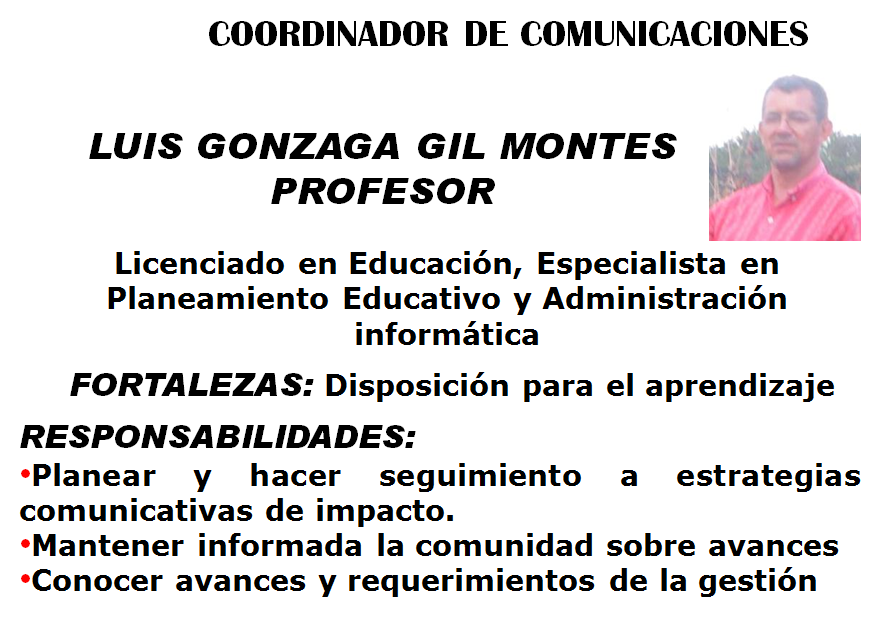 COORDINADOR DE COMUNICACIONES
LUIS GONZAGA GIL MONTES
PROFESOR
Licenciado en Educación, Especialista en
Planeamiento Educativo y Administración
informática
FORTALEZAS: Disposición para el aprendizaje
RESPONSABILIDADES:
•Planear y hacer seguimiento a estrategias
comunicativas de impacto.
•Mantener informada la comunidad sobre avances
•Conocer avances y requerimientos de la gestión